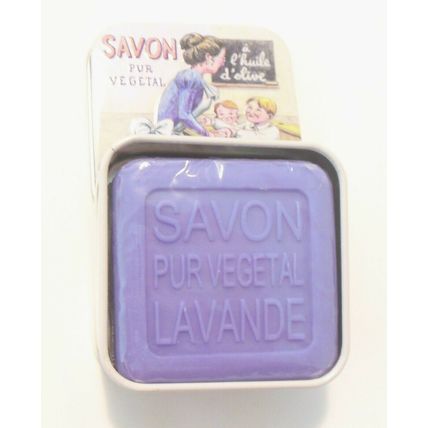 SAVON
PUR
VEGETAL
à
l'huile
d'olive
SAVON
PUR VEGETAL
LAVANDE